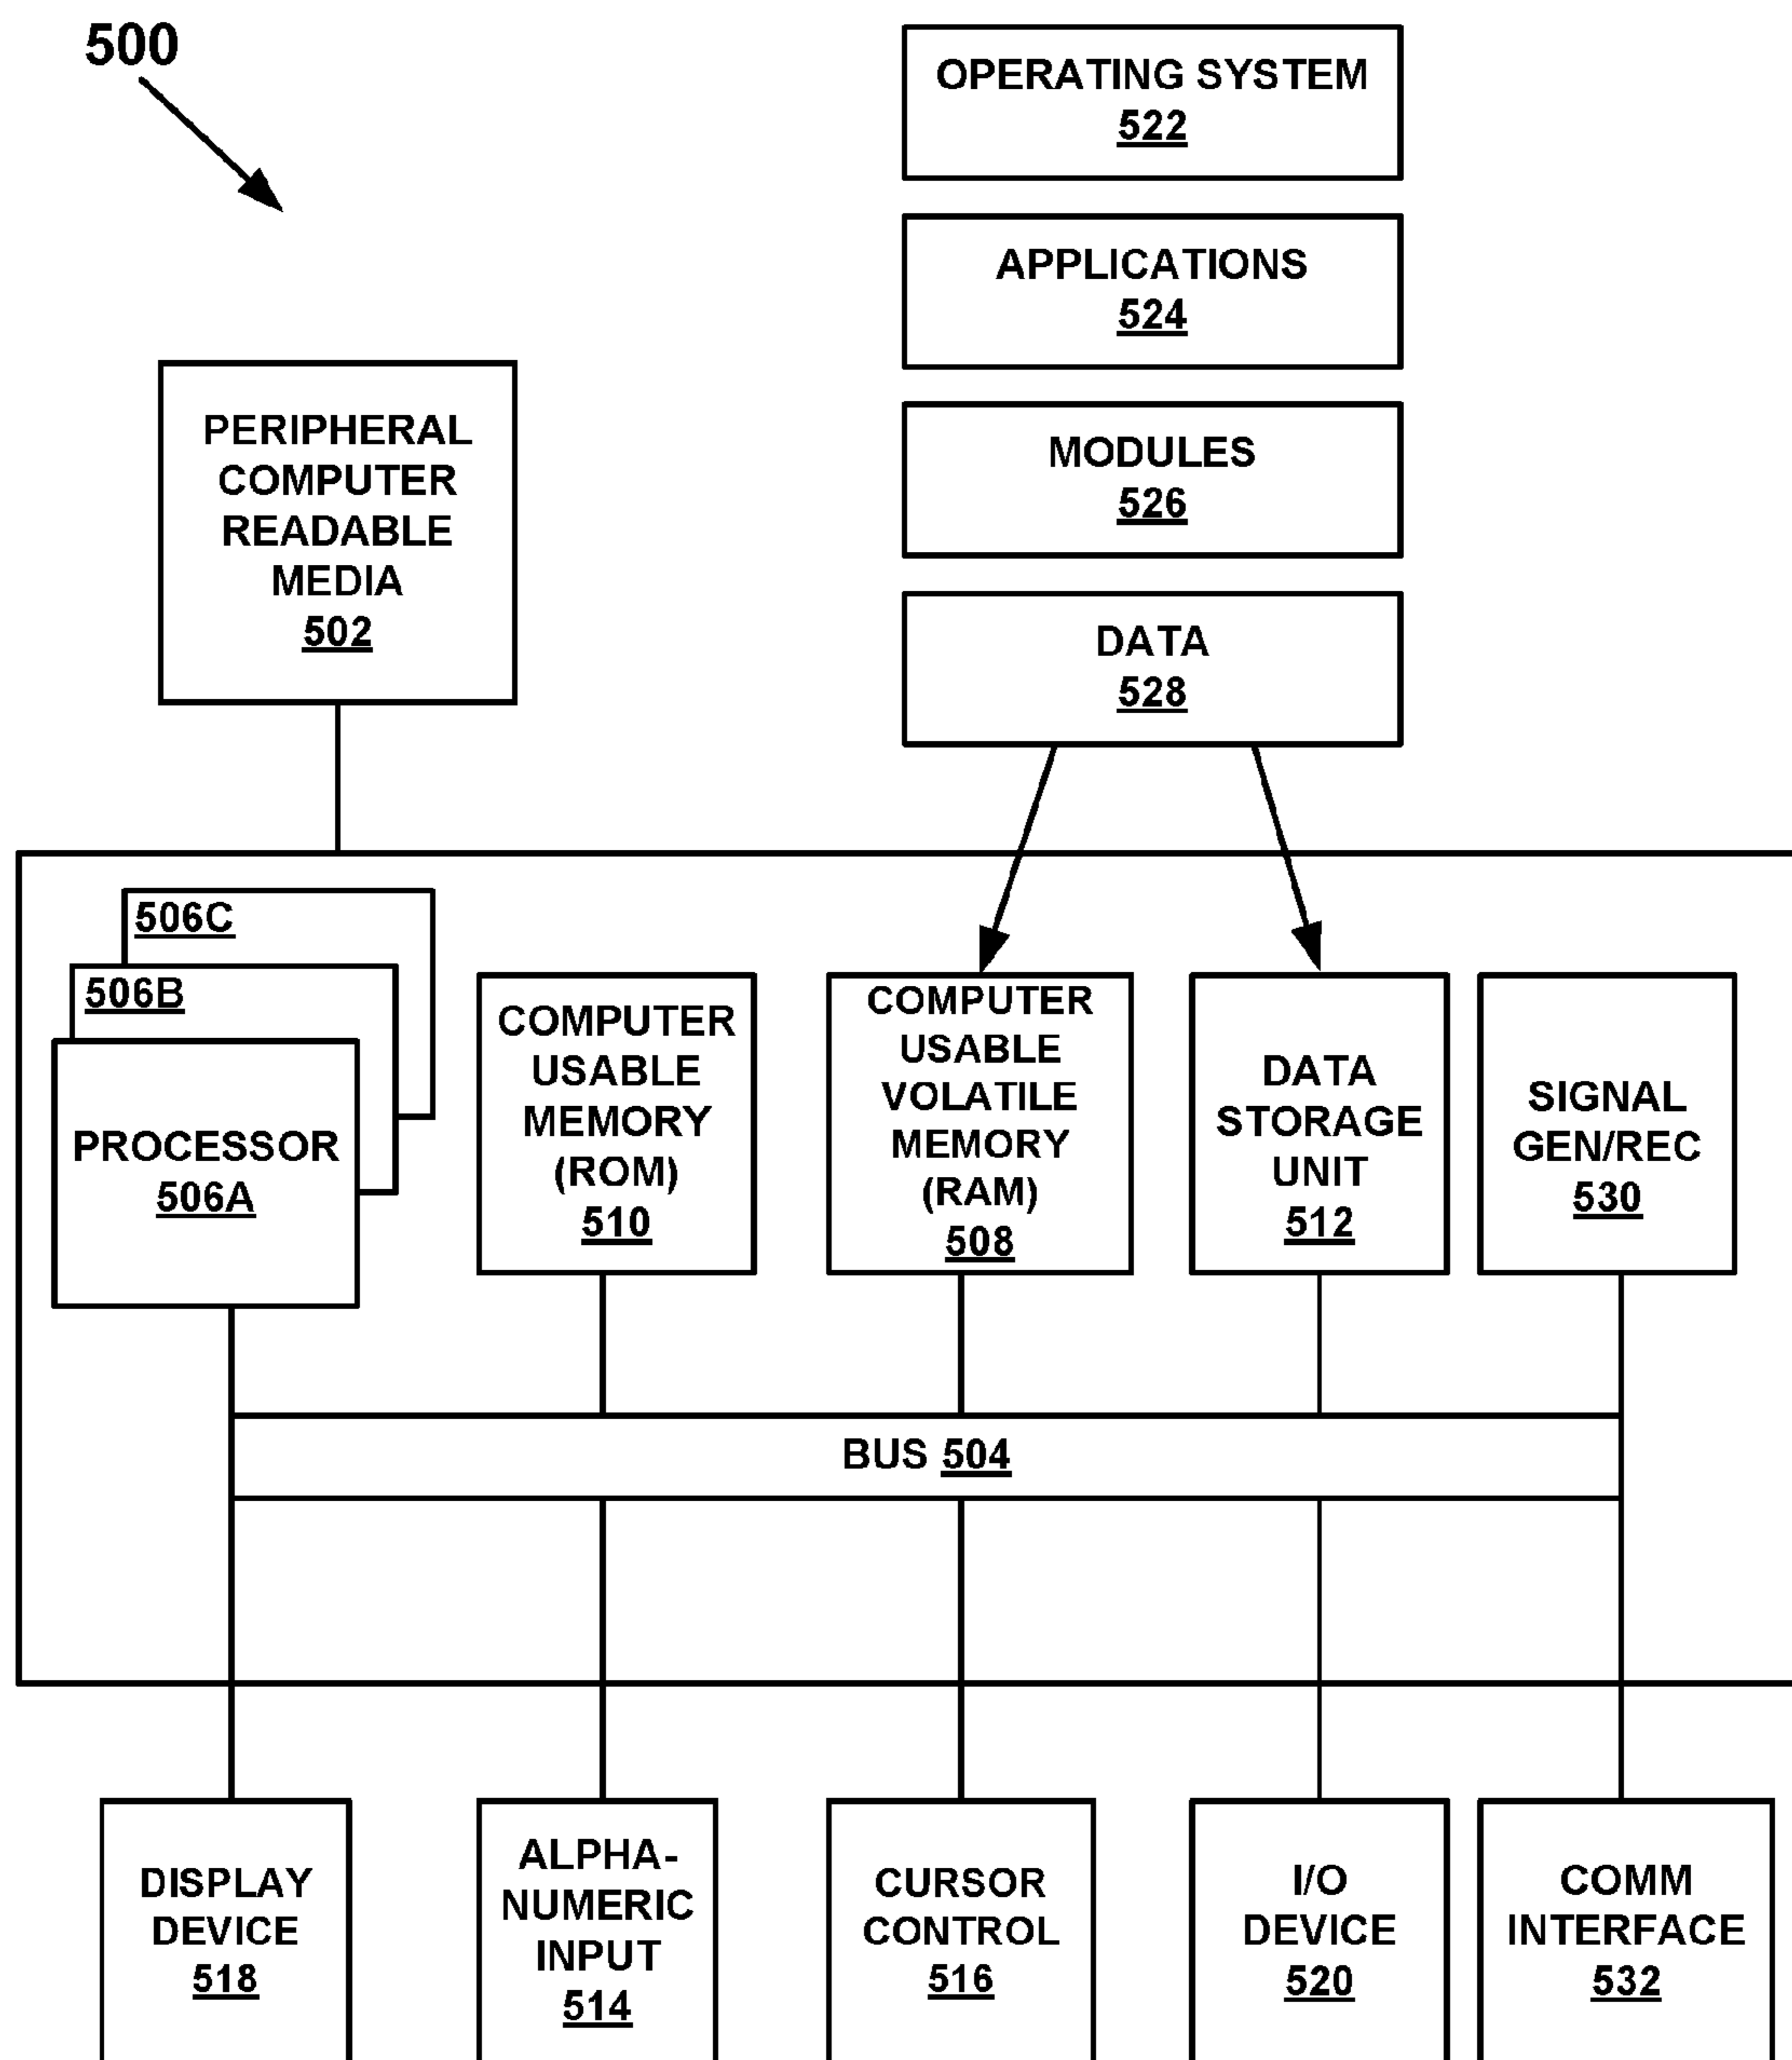 500
OPERATING SYSTEM
522
APPLICATIONS
524
MODULES
526
DATA
528
PERIPHERAL
COMPUTER
READABLE
MEDIA
502
506C
506B
PROCESSOR
506A
COMPUTER
USABLE
MEMORY
(ROM)
510
COMPUTER
USABLE
VOLATILE
MEMORY
(RAM)
508
DATA
STORAGE
UNIT
512
SIGNAL
GEN/REC
530
BUS 504
DISPLAY
DEVICE
518
ALPHA-
NUMERIC
INPUT
514
CURSOR
CONTROL
516
I/O
DEVICE
520
COMM
INTERFACE
532